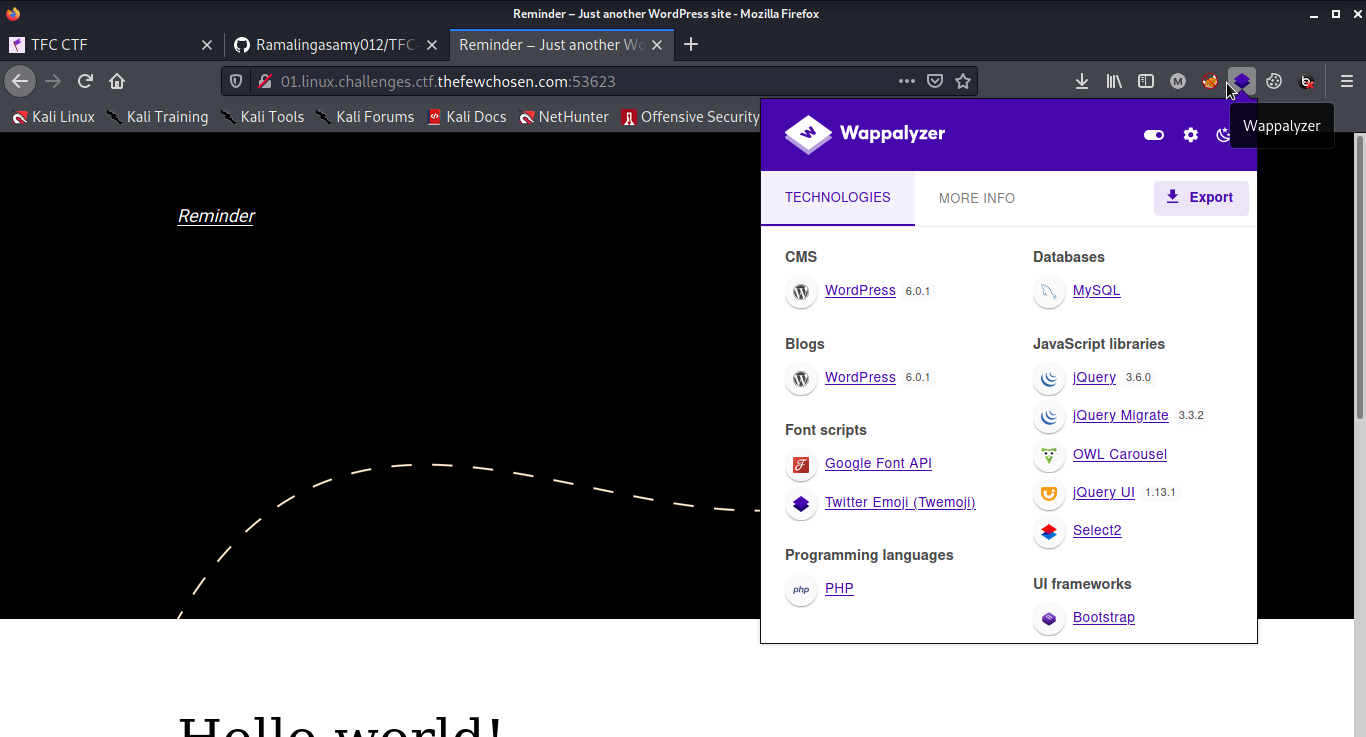 Reminder – Just another WordPress site - Mozilla Firefox
TFC CTF
Ramalingasamy012/TFC-
Reminder – Just another Wo
01.linux.challenges.ctf.thefewchosen.com:53623
Kali Linux
Kali Training
Kali Tools
Kali Forums
Kali Docs
NetHunter
Offensive Security
Wappalyzer
Wappalyzer
TECHNOLOGIES
MORE INFO
Export
Reminder
CMS
WordPress 6.0.1
Blogs
WordPress 6.0.1
Font scripts
Google Font API
Twitter Emoji (Twemoji)
Programming languages
php PHP
Databases
MySQL
JavaScript libraries
jQuery 3.6.0
jQuery Migrate 3.3.2
OWL Carousel
jQuery UI 1.13.1
Select2
UI frameworks
Bootstrap
Hello world!